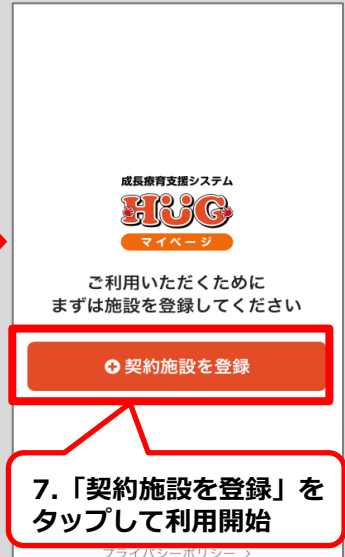 成長療育支援システム
HUG
マイページ
ご利用いただくために
まずは施設を登録してください
契約施設を登録
7.「契約施設を登録」を
タップして利用開始
プライバシーポリシー >